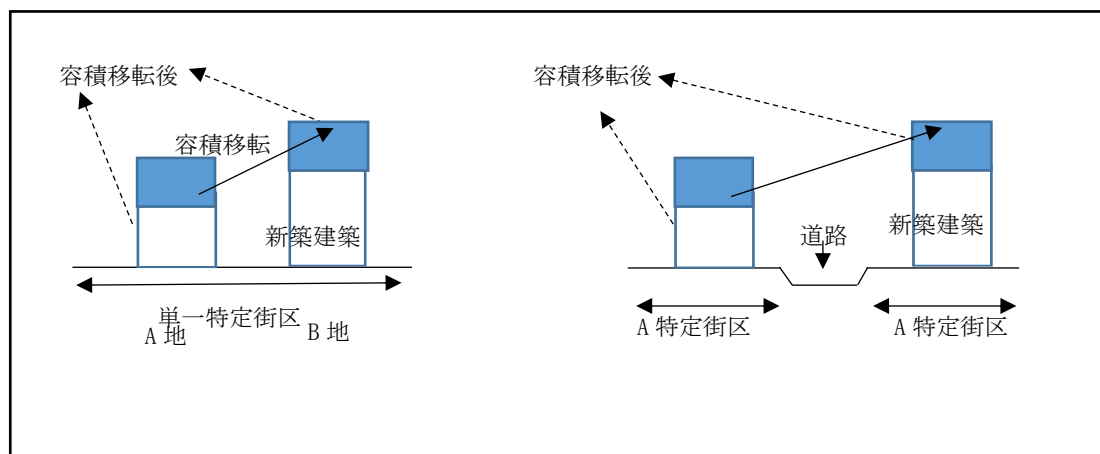 容積移転後
容積移転
新築建築
単一特定街区
A 地
B 地
容積移転後
道路
新築建築
A 特定街区
A 特定街区